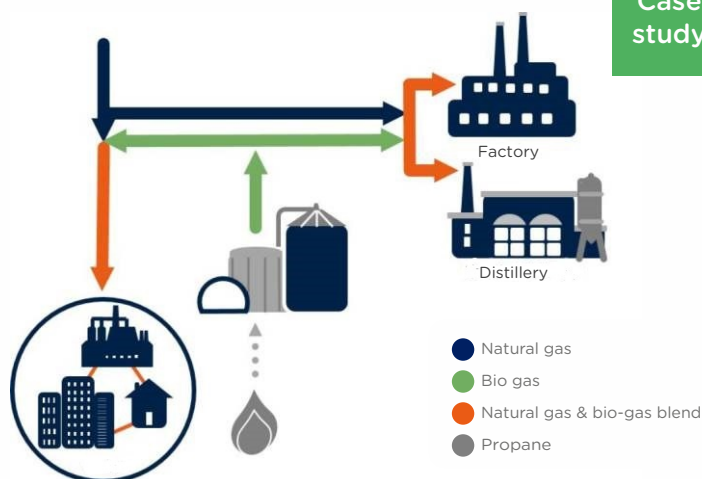 Case
study
Factory
Distillery
Natural gas
Bio gas
Natural gas & bio-gas blend
Propane